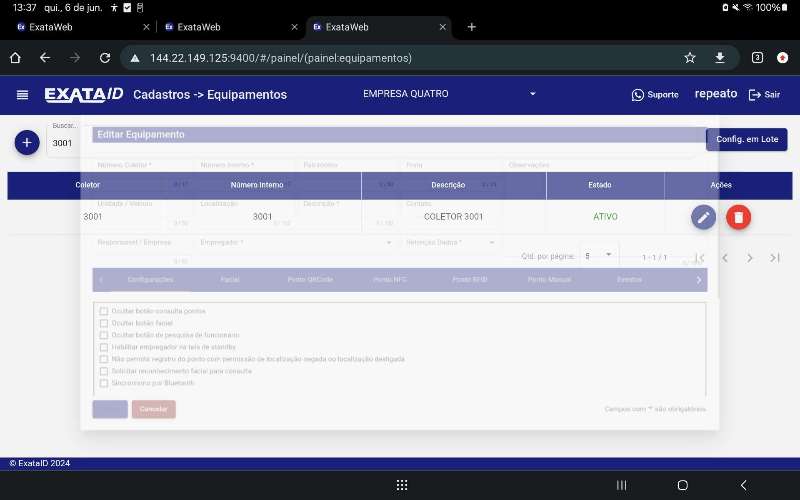 13:37 qui., 6 de jun. 100%
ExataWeb ExataWeb ExataWeb
144.22.149.125:9400/#/painel/(painel:equipamentos) 3
EXATAID Cadastros -> Equipamentos EMPRESA QUATRO Suporte repeato Sair
Buscar...
3001
Editar Equipamento
Config. em Lote
Número Coletor * Número Interno * Patrimônio Observações
Coletor Número Interno Descrição Estado Ações
Unidade / Veículo Localização Descrição * Contato
3001 3001 COLETOR 3001 ATIVO
Responsável / Empresa Empregador * Retenção Dados *
Qtd. por página: 5 1 - 1 / 1
Configurações Facial Ponto QRCode Ponto NFC Ponto RFID Ponto Manual Eventos
Ocultar botão consulta pontos
Ocultar botão facial
Ocultar botão de pesquisa de funcionário
Habilitar empregador na tela de standby
Não permitir registro do ponto com permissão de localização negada ou localização desligada
Solicitar reconhecimento facial para consulta
Sincronismo por Bluetooth
Cancelar
Campos com '*' são obrigatórios.
© ExataID 2024